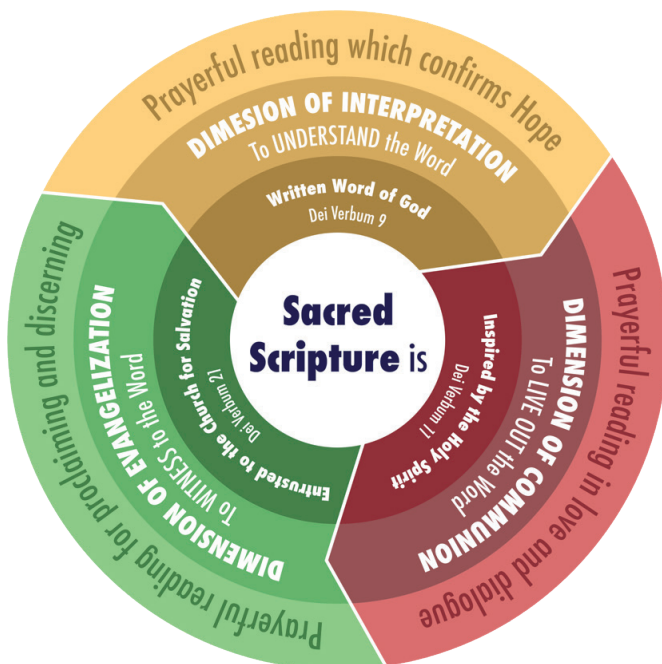 Sacred
Scripture is
Prayerful reading which confirms Hope
DIMESION OF INTERPRETATION
To UNDERSTAND the Word
Written Word of God
Dei Verbum 9
Prayerful reading in love and dialogue
DIMENSION OF COMMUNION
To LIVE OUT the Word
Inspired by the Holy Spirit
Dei Verbum 11
Prayerful reading for proclaiming and discerning
DIMENSION OF EVANGELIZATION
To WITNESS to the Word
Entrusted to the Church for Salvation
Dei Verbum 21